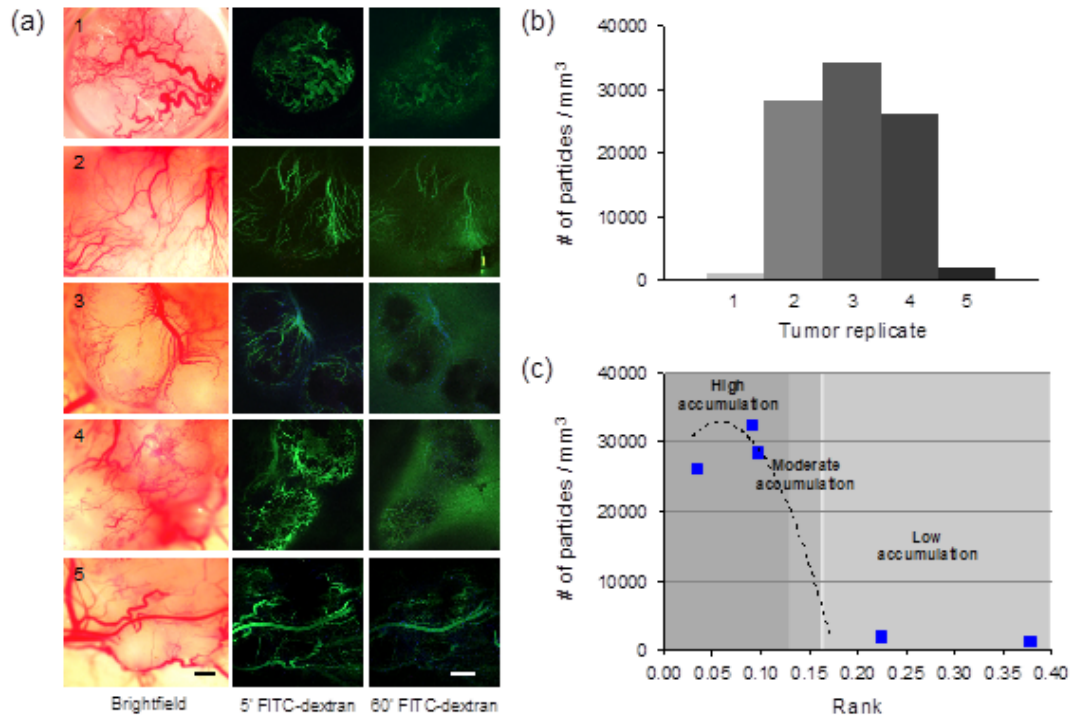 (a)
1
2
3
4
5
Brightfield
5' FITC-dextran
60' FITC-dextran
(b)
# of particles / mm3
40000
30000
20000
10000
0
1 2 3 4 5
Tumor replicate
(c)
# of particles / mm3
40000
30000
20000
10000
0
High
accumulation
Moderate
accumulation
Low
accumulation
0.00 0.05 0.10 0.15 0.20 0.25 0.30 0.35 0.40
Rank